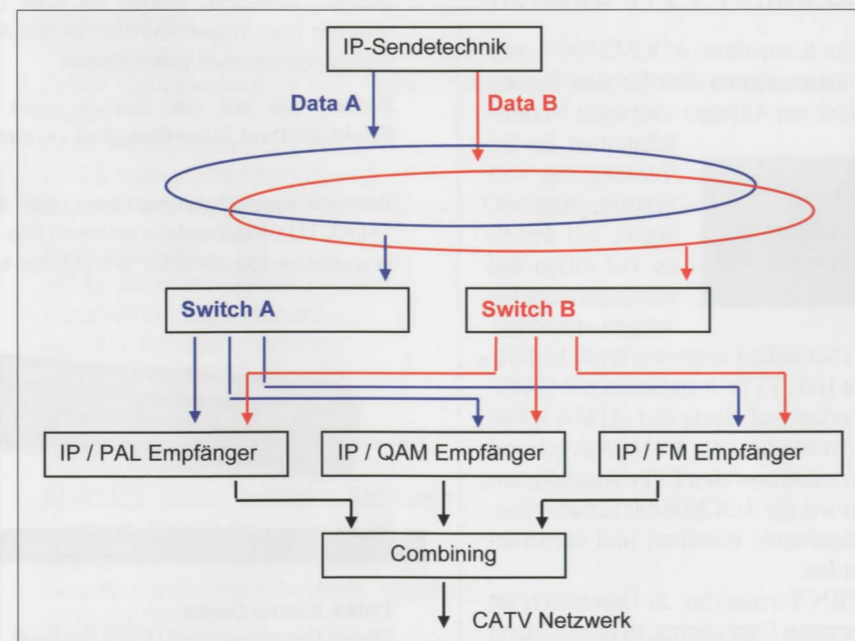 IP-Sendetechnik
Data A
Data B
Switch A
Switch B
IP / PAL Empfänger
IP / QAM Empfänger
IP / FM Empfänger
Combining
CATV Netzwerk